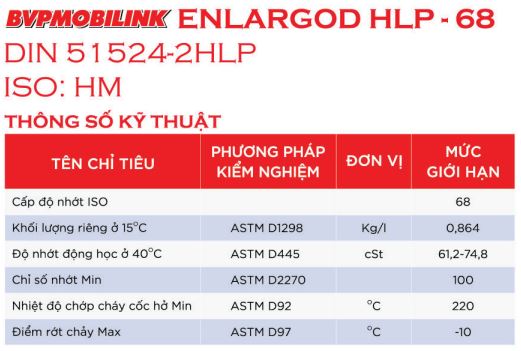 BVPMOBILINK ENLARGOD HLP - 68
DIN 51524-2HLP
ISO: HM
THÔNG SỐ KỸ THUẬT
TÊN CHỈ TIÊU PHƯƠNG PHÁP KIỂM NGHIỆM ĐƠN VỊ MỨC GIỚI HẠN
Cấp độ nhớt ISO 68
Khối lượng riêng ở 15°C ASTM D1298 Kg/l 0,864
Độ nhớt động học ở 40°C ASTM D445 cSt 61,2-74,8
Chỉ số nhớt Min ASTM D2270 100
Nhiệt độ chớp cháy cốc hở Min ASTM D92 °C 220
Điểm rớt chảy Max ASTM D97 °C -10